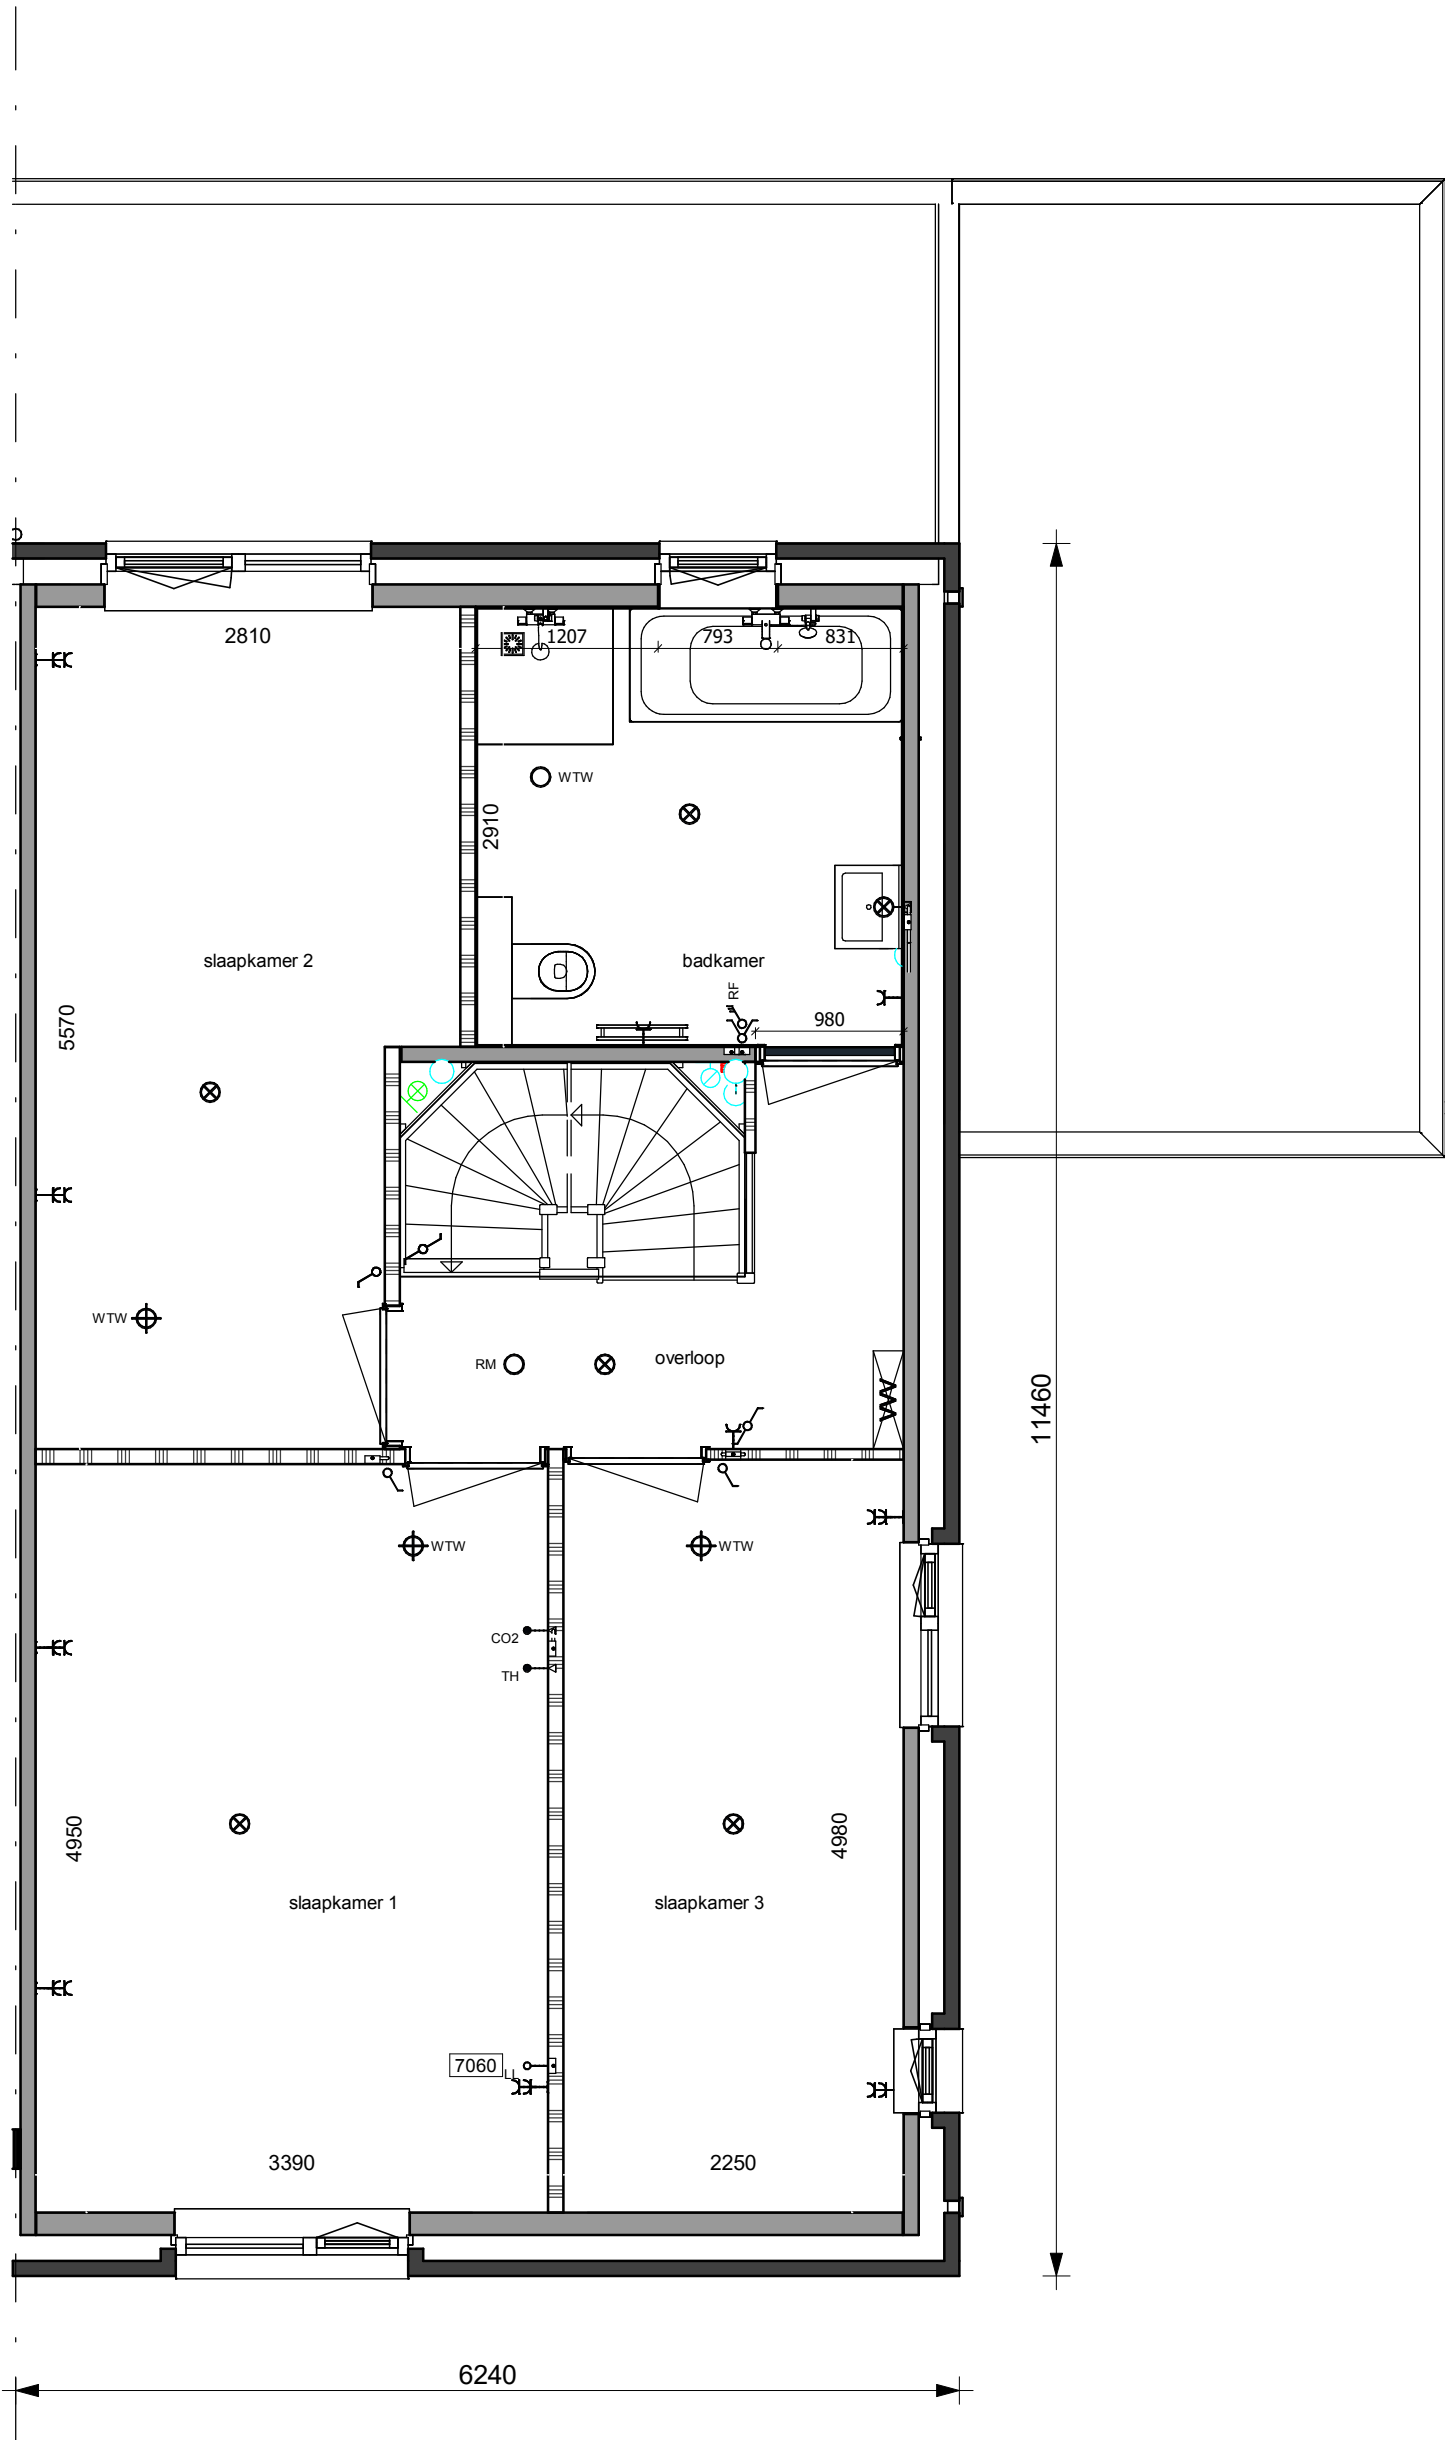 2810
1207
793
831
WTW
2910
slaapkamer 2
badkamer
RF
5570
980
WTW
RM
overloop
11460
WTW
WTW
CO2
TH
4950
4980
slaapkamer 1
slaapkamer 3
7060
LL
3390
2250
6240